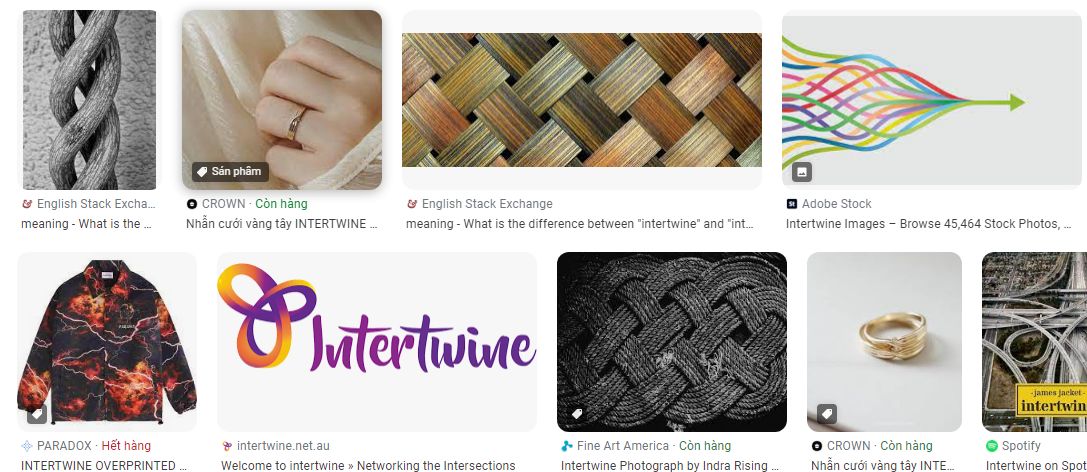 Sản phẩm
English Stack Excha...
CROWN · Còn hàng
English Stack Exchange
Adobe Stock
meaning - What is the ...
Nhẫn cưới vàng tây INTERTWINE ...
meaning - What is the difference between "intertwine" and "int...
Intertwine Images – Browse 45,464 Stock Photos, ...
Intertwine
- james jacket -
intertwin
PARADOX · Hết hàng
intertwine.net.au
Fine Art America · Còn hàng
CROWN · Còn hàng
Spotify
INTERTWINE OVERPRINTED ...
Welcome to intertwine » Networking the Intersections
Intertwine Photograph by Indra Rising ...
Nhẫn cưới vàng tây INTE...
Intertwine on Spo